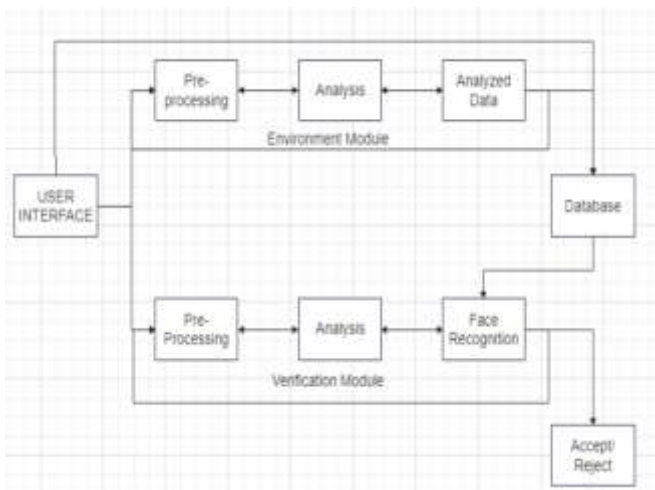 Pre-
processing
Analysis
Analyzed
Data
Environment Module
USER
INTERFACE
Database
Pre-
Processing
Analysis
Face
Recognition
Verification Module
Accept/
Reject